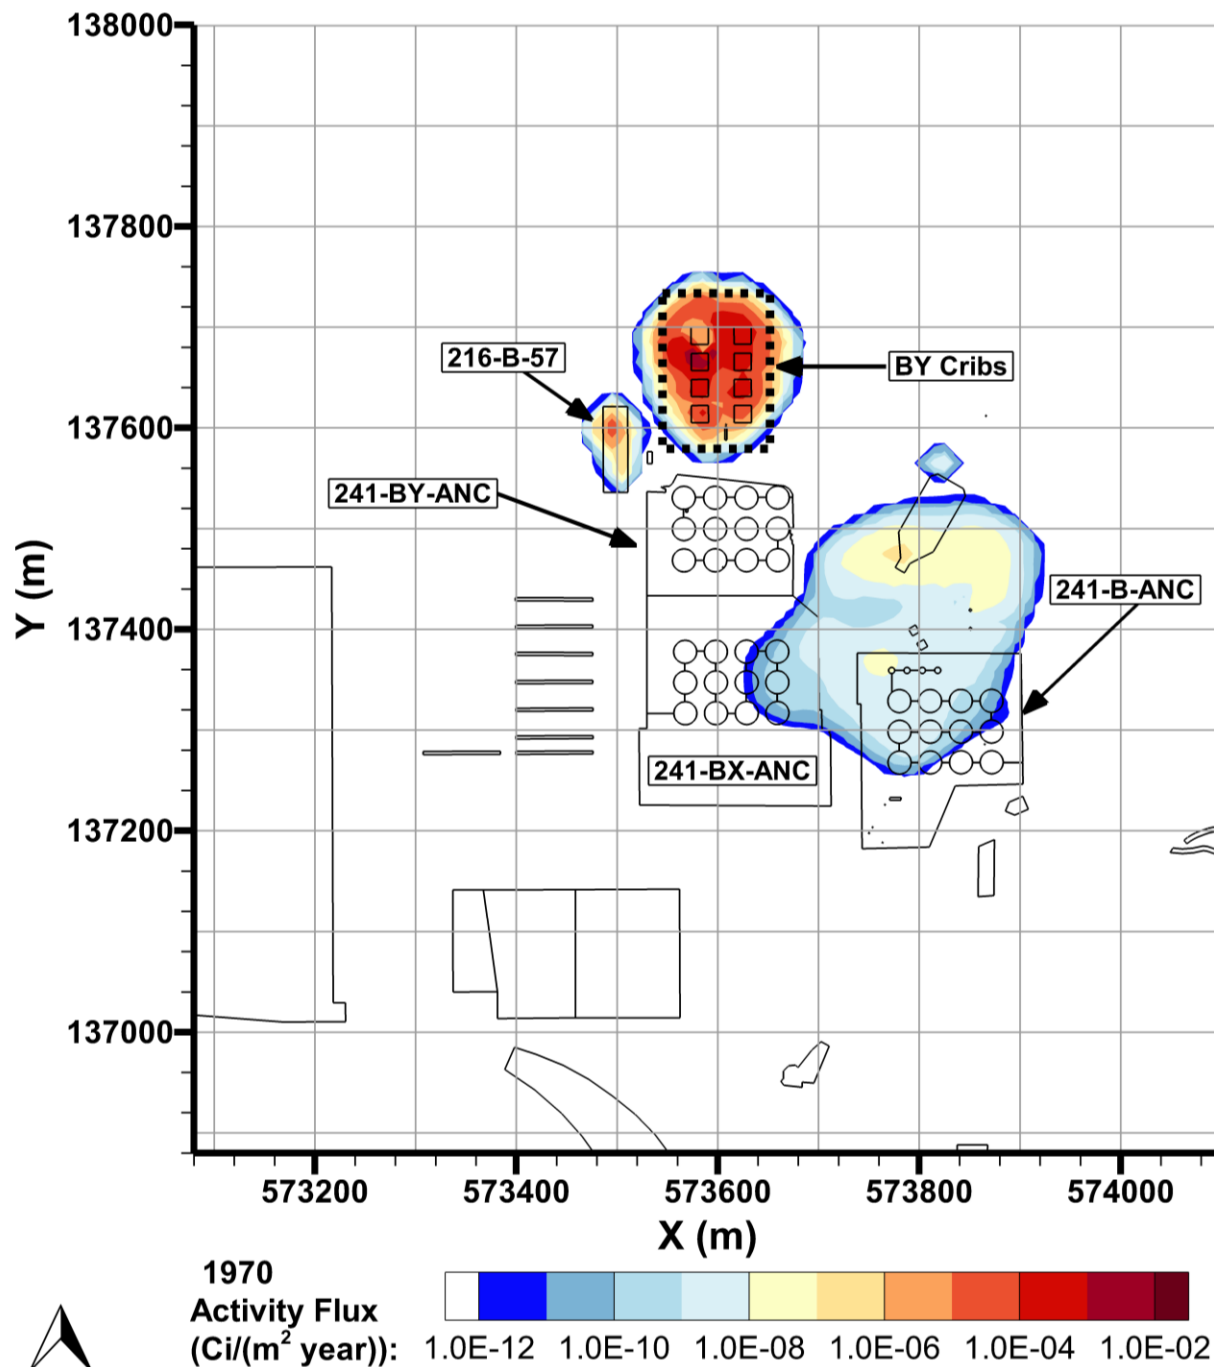 138000
137800
137600
137400
137200
137000
Y (m)
216-B-57
BY Cribs
241-BY-ANC
241-B-ANC
241-BX-ANC
573200 573400 573600 573800 574000
X (m)
1970
Activity Flux
(Ci/(m² year)): 1.0E-12 1.0E-10 1.0E-08 1.0E-06 1.0E-04 1.0E-02